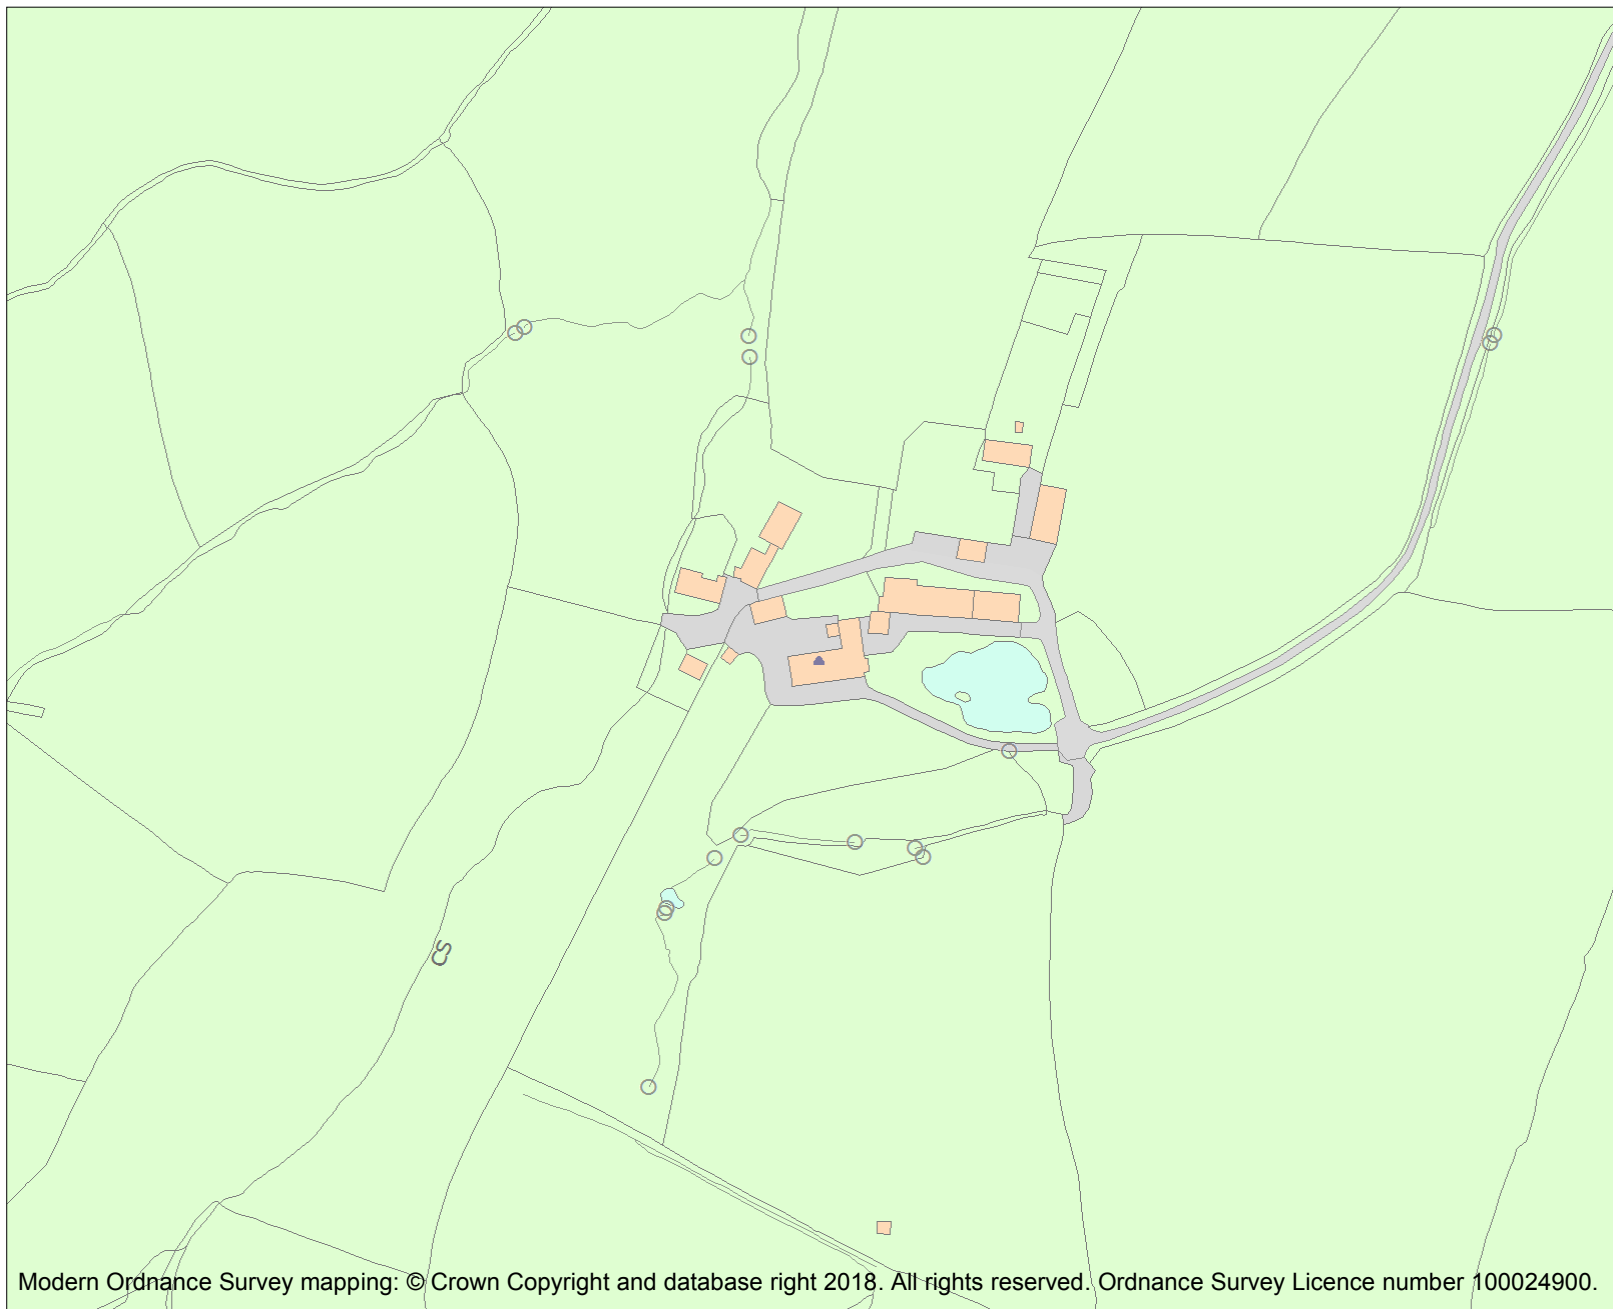 CS
Modern Ordnance Survey mapping: © Crown Copyright and database right 2018. All rights reserved. Ordnance Survey Licence number 100024900.